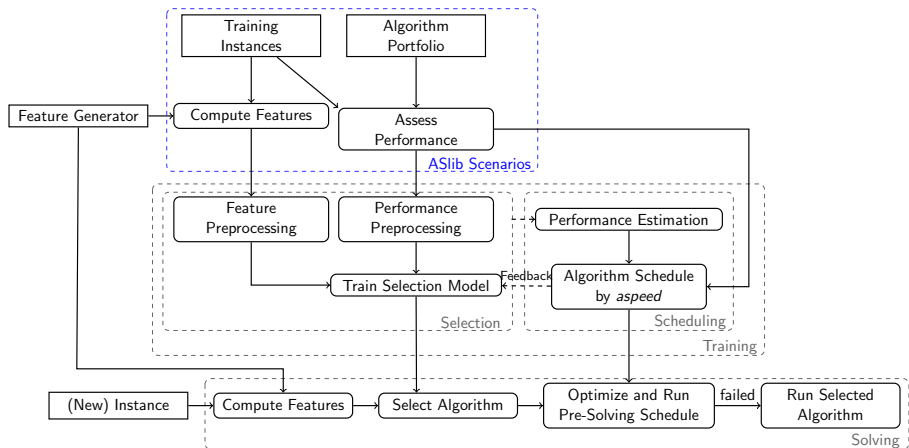 Training
Instances
Algorithm
Portfolio
Feature Generator
Compute Features
Assess
Performance
ASlib Scenarios
Feature
Preprocessing
Performance
Preprocessing
Performance Estimation
Train Selection Model
Feedback
Algorithm Schedule
by aspeed
Selection
Scheduling
Training
(New) Instance
Compute Features
Select Algorithm
Optimize and Run
Pre-Solving Schedule
failed
Run Selected
Algorithm
Solving